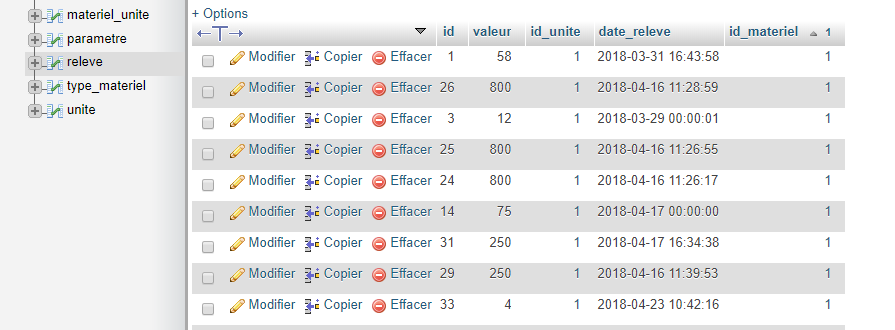 materiel_unite
parametre
releve
type_materiel
unite
+ Options
←T→ id valeur id_unite date_releve id_materiel 1
Modifier Copier Effacer 1 58 1 2018-03-31 16:43:58 1
Modifier Copier Effacer 26 800 1 2018-04-16 11:28:59 1
Modifier Copier Effacer 3 12 1 2018-03-29 00:00:01 1
Modifier Copier Effacer 25 800 1 2018-04-16 11:26:55 1
Modifier Copier Effacer 24 800 1 2018-04-16 11:26:17 1
Modifier Copier Effacer 14 75 1 2018-04-17 00:00:00 1
Modifier Copier Effacer 31 250 1 2018-04-17 16:34:38 1
Modifier Copier Effacer 29 250 1 2018-04-16 11:39:53 1
Modifier Copier Effacer 33 4 1 2018-04-23 10:42:16 1